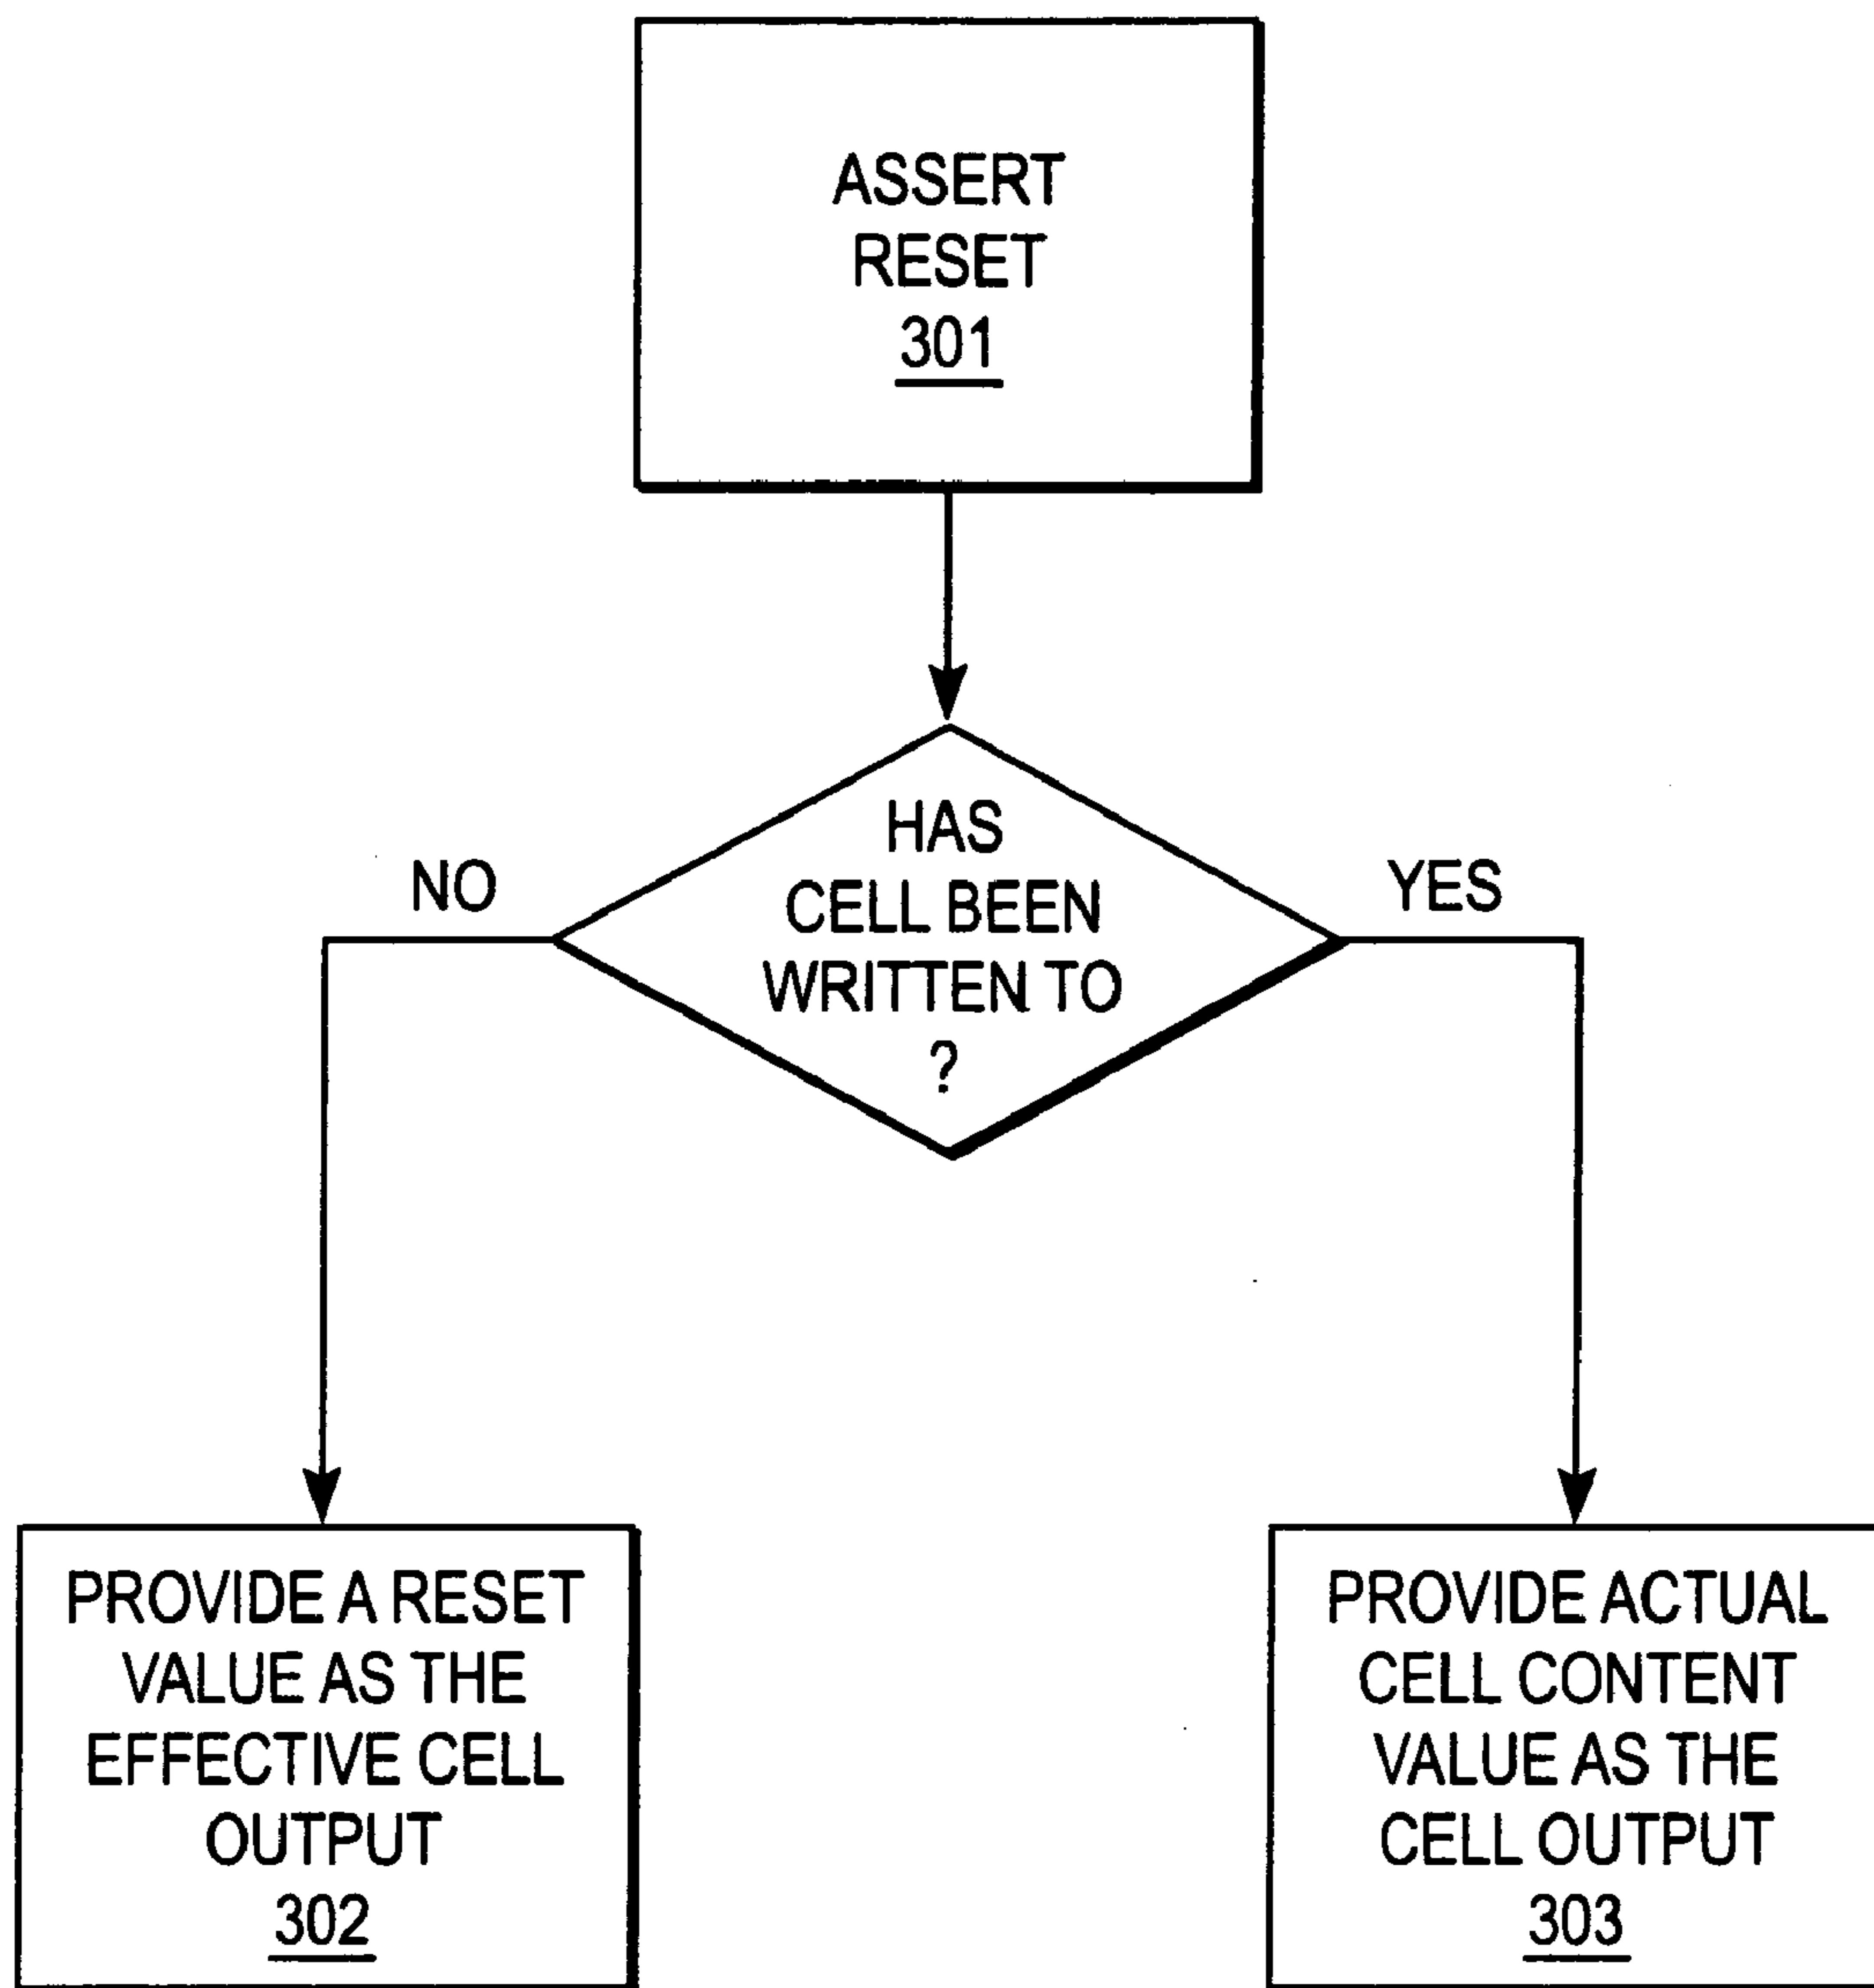 ASSERT
RESET
301
HAS
CELL BEEN
WRITTEN TO
?
NO
YES
PROVIDE A RESET
VALUE AS THE
EFFECTIVE CELL
OUTPUT
302
PROVIDE ACTUAL
CELL CONTENT
VALUE AS THE
CELL OUTPUT
303